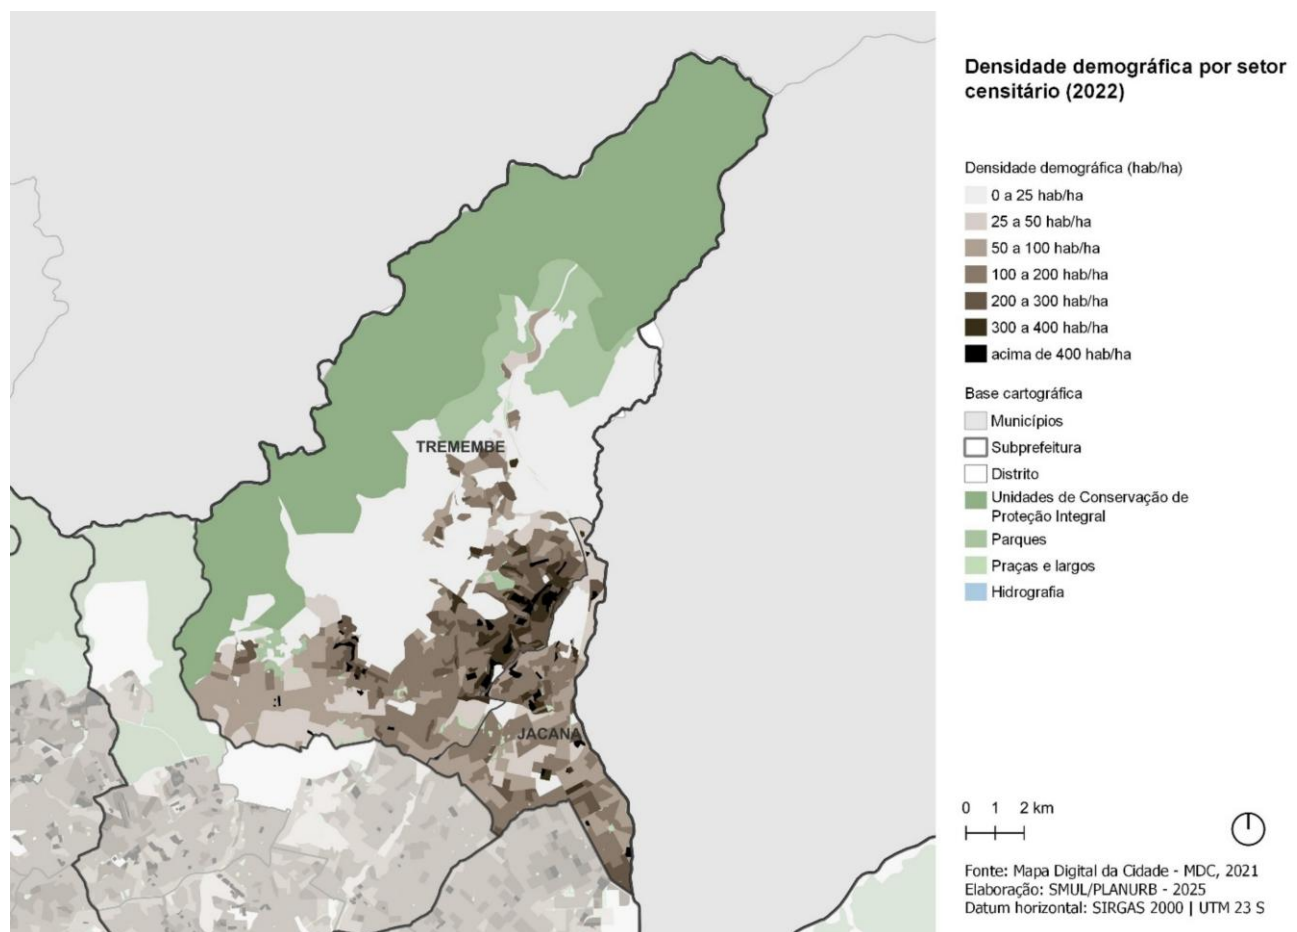 Densidade demográfica por setor
censitário (2022)
Densidade demográfica (hab/ha)
0 a 25 hab/ha
25 a 50 hab/ha
50 a 100 hab/ha
100 a 200 hab/ha
200 a 300 hab/ha
300 a 400 hab/ha
acima de 400 hab/ha
Base cartográfica
Municípios
Subprefeitura
Distrito
Unidades de Conservação de
Proteção Integral
Parques
Praças e largos
Hidrografia
TREMEMBE
JACANA
0 1 2 km
Fonte: Mapa Digital da Cidade - MDC, 2021
Elaboração: SMUL/PLANURB - 2025
Datum horizontal: SIRGAS 2000 | UTM 23 S